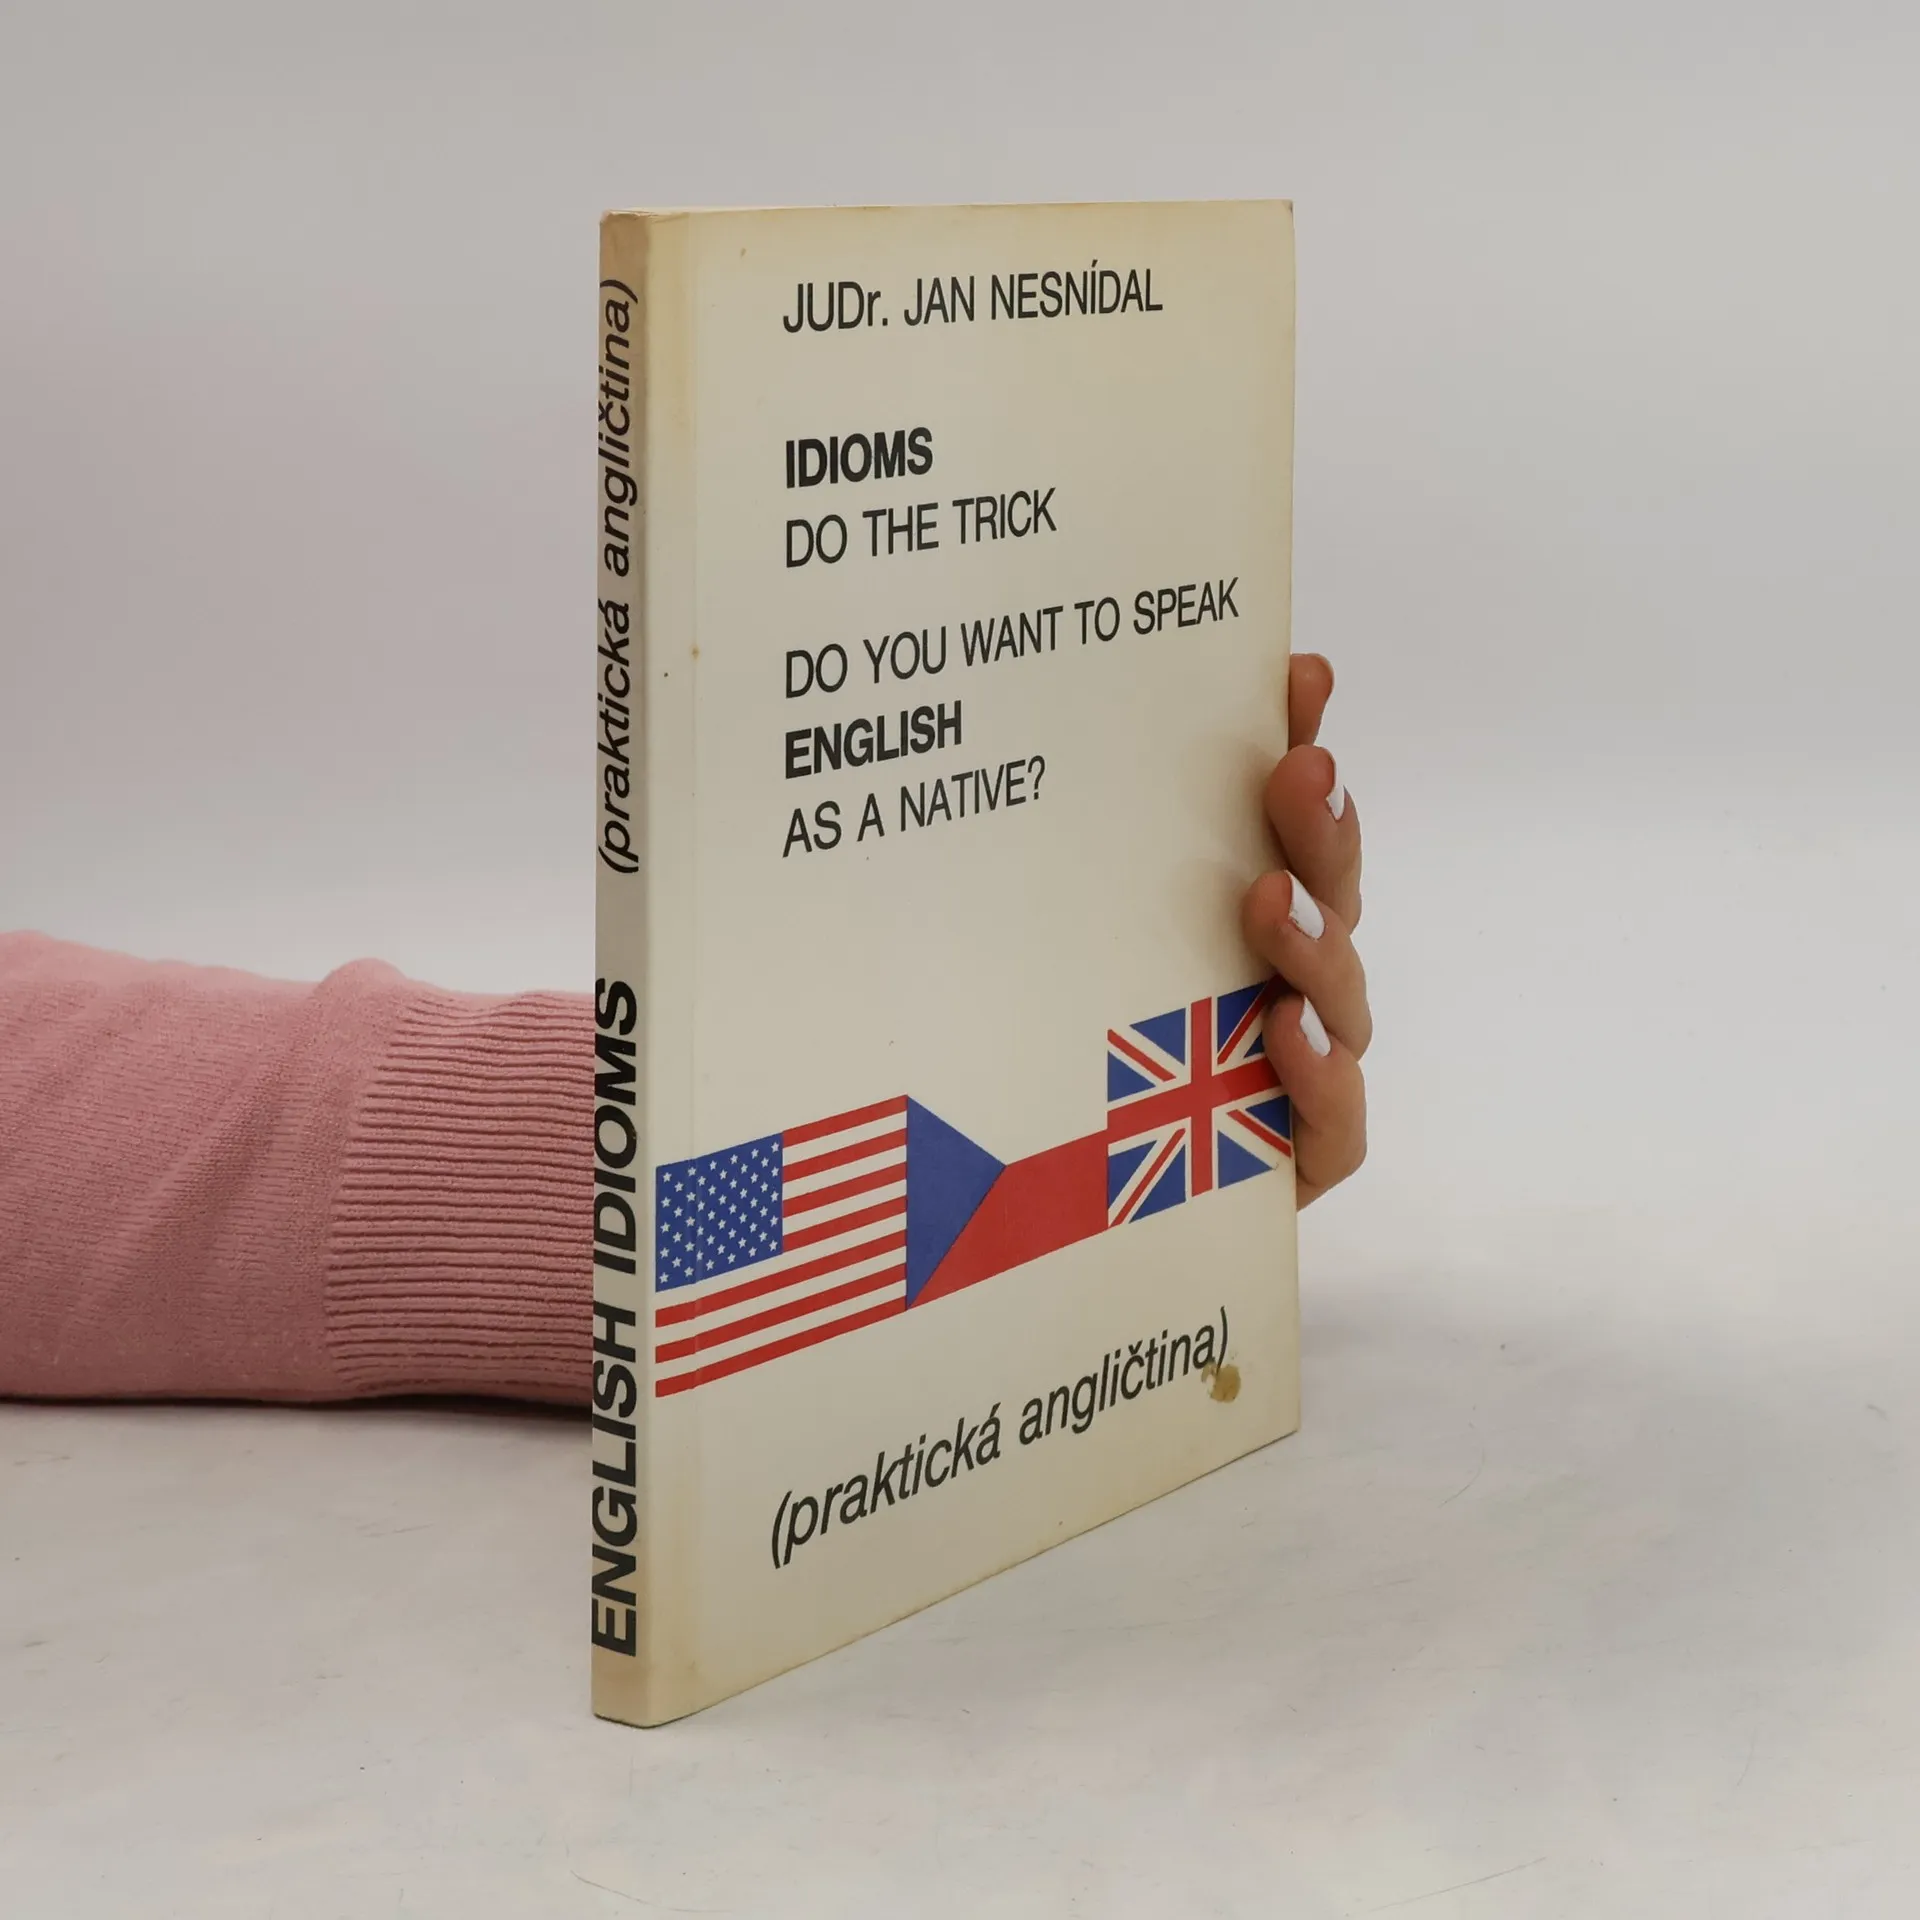 JUDr. JAN NESNÍDAL
IDIOMS
DO THE TRICK
DO YOU WANT TO SPEAK
ENGLISH
AS A NATIVE?
(praktická angličtina)
ENGLISH IDIOMS (praktická angličtina)